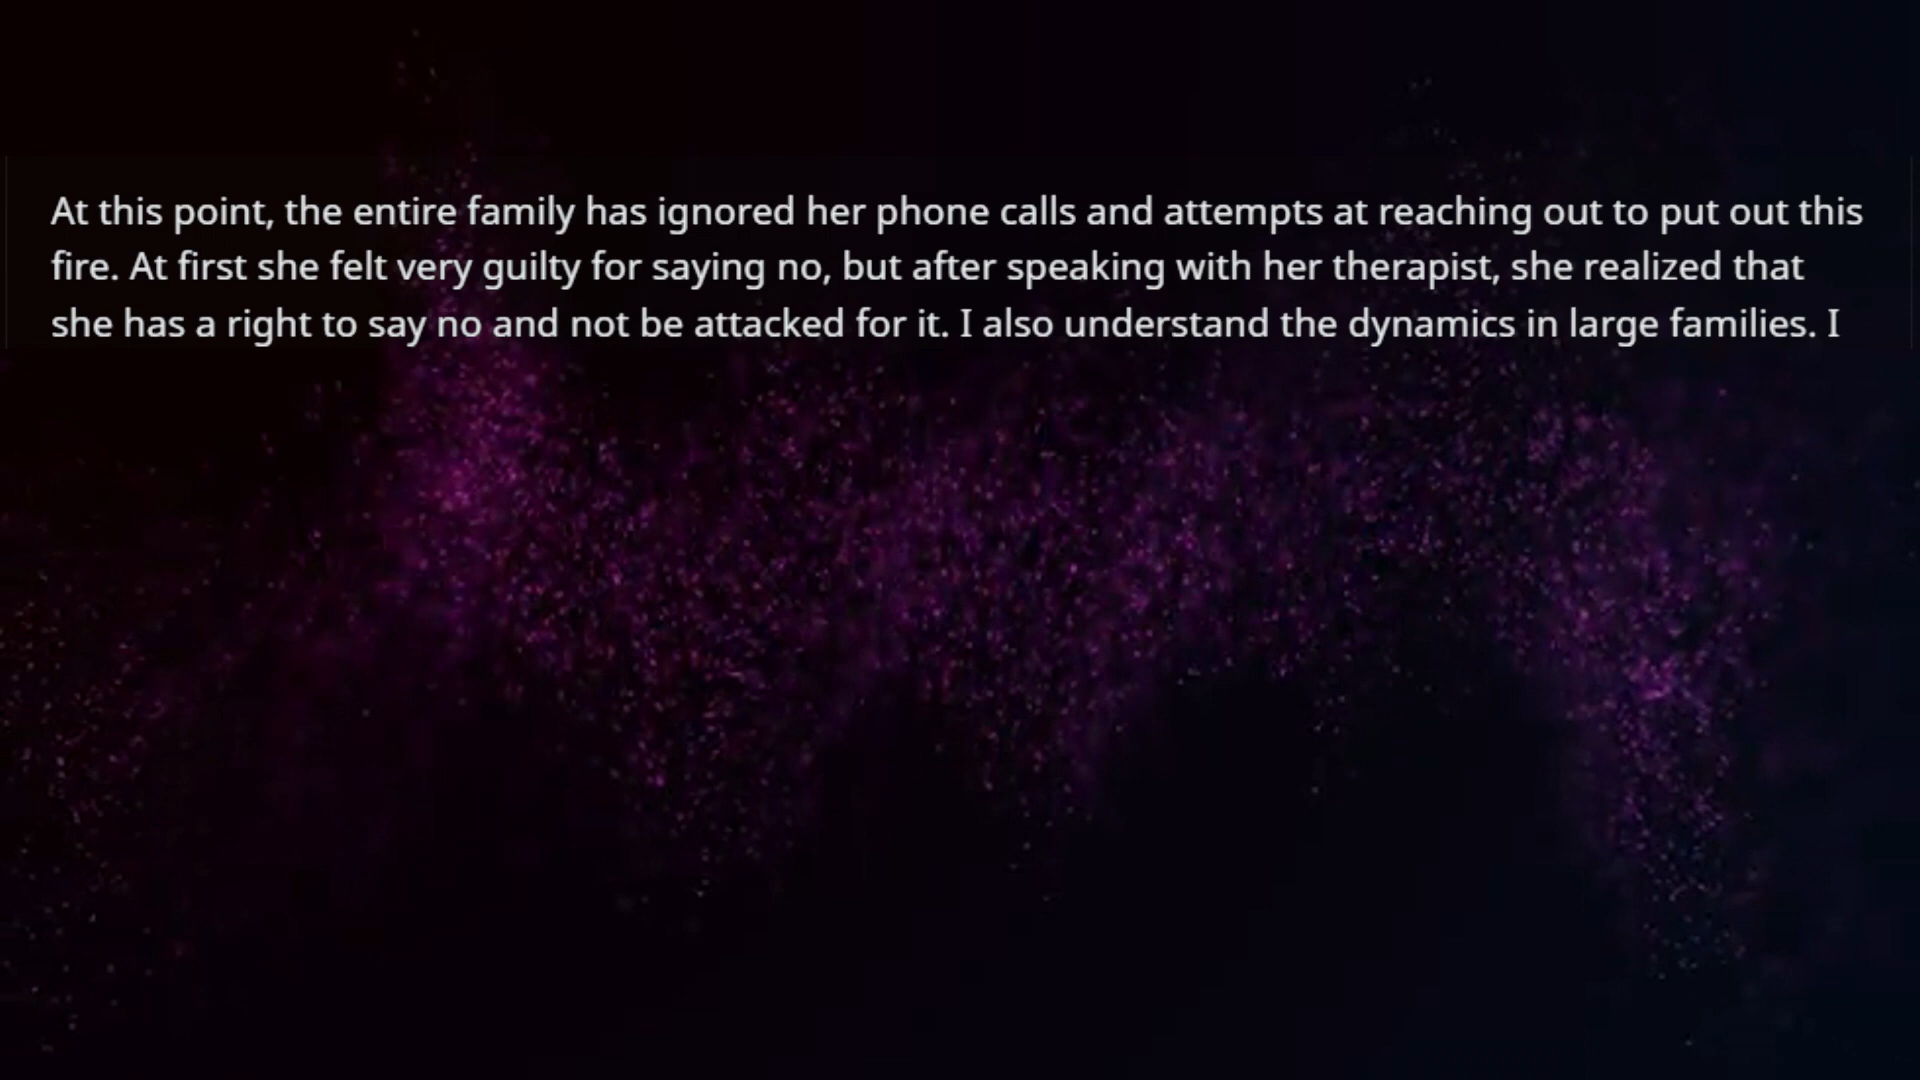 At this point, the entire family has ignored her phone calls and attempts at reaching out to put out this
fire. At first she felt very guilty for saying no, but after speaking with her therapist, she realized that
she has a right to say no and not be attacked for it. I also understand the dynamics in large families. I